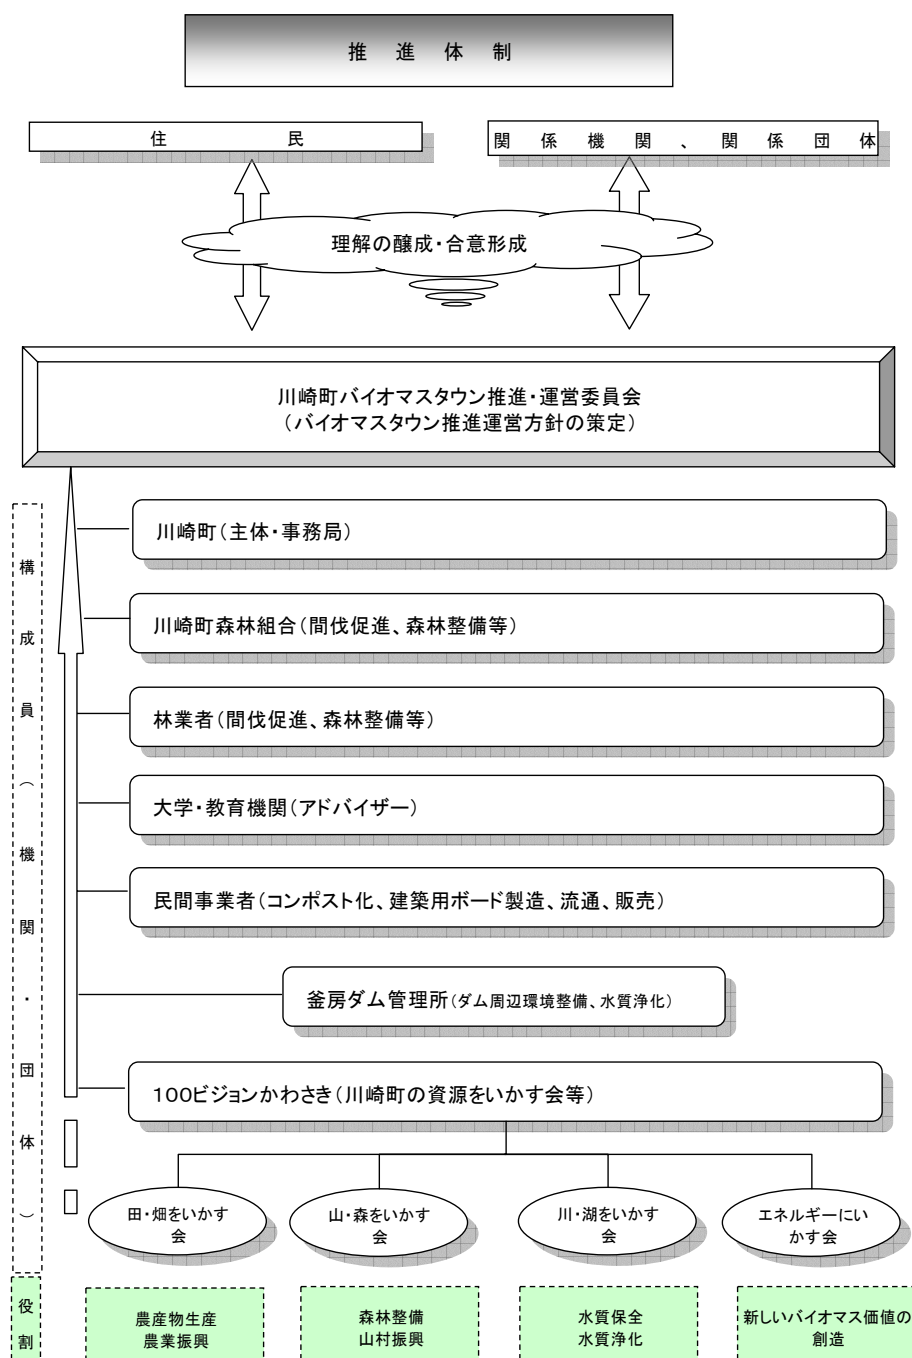 推進体制
住民
関係機関、関係団体
理解の醸成・合意形成
川崎町バイオマスタウン推進・運営委員会
（バイオマスタウン推進運営方針の策定）
構成員（機関・団体）
川崎町（主体・事務局）
川崎町森林組合（間伐促進、森林整備等）
林業者（間伐促進、森林整備等）
大学・教育機関（アドバイザー）
民間事業者（コンポスト化、建築用ボード製造、流通、販売）
釜房ダム管理所（ダム周辺環境整備、水質浄化）
100ビジョンかわさき（川崎町の資源をいかす会等）
田・畑をいかす
会
山・森をいかす
会
川・湖をいかす
会
エネルギーにい
かす会
役割
農産物生産
農業振興
森林整備
山村振興
水質保全
水質浄化
新しいバイオマス価値の
創造